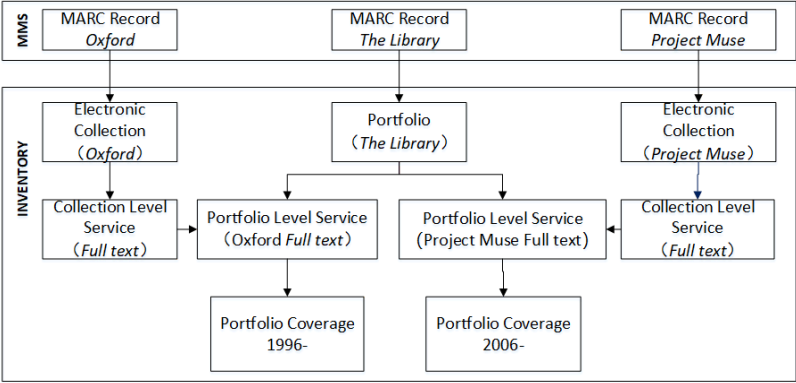 MMS
MARC Record
Oxford
MARC Record
The Library
MARC Record
Project Muse
INVENTORY
Electronic
Collection
（Oxford）
Portfolio
（The Library）
Electronic
Collection
（Project Muse）
Collection Level
Service
（Full text）
Portfolio Level Service
（Oxford Full text）
Portfolio Level Service
(Project Muse Full text)
Collection Level
Service
（Full text）
Portfolio Coverage
1996-
Portfolio Coverage
2006-